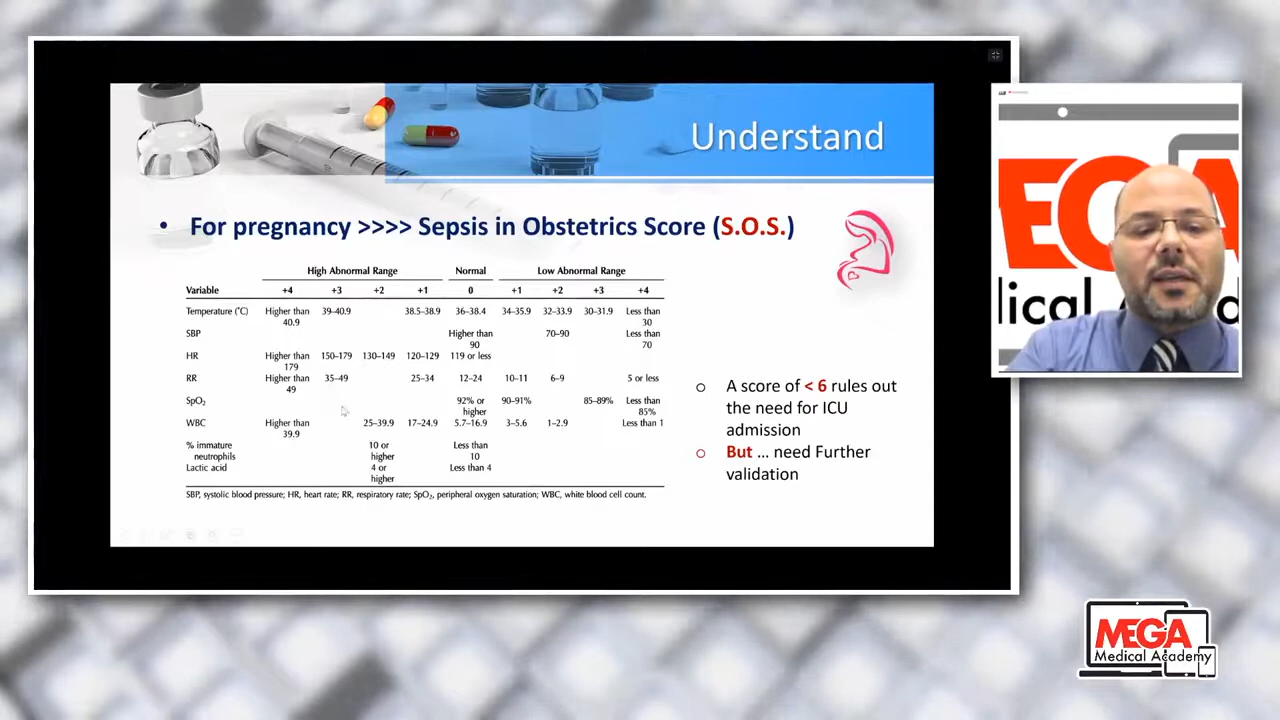 Understand
• For pregnancy >>>> Sepsis in Obstetrics Score (S.O.S.)
High Abnormal Range Normal Low Abnormal Range
Variable +4 +3 +2 +1 0 +1 +2 +3 +4
Temperature (°C) Higher than 40.9 39–40.9 38.5–38.9 36–38.4 34–35.9 32–33.9 30–31.9 Less than 30
SBP Higher than 90 70–90 Less than 70
HR Higher than 179 150–179 130–149 120–129 119 or less
RR Higher than 49 35–49 25–34 12–24 10–11 6–9 5 or less
SpO₂ 92% or higher 90–91% 85–89% Less than 85%
WBC Higher than 39.9 25–39.9 17–24.9 5.7–16.9 3–5.6 1–2.9 Less than 1
% immature neutrophils 10 or higher Less than 10
Lactic acid 4 or higher Less than 4
SBP, systolic blood pressure; HR, heart rate; RR, respiratory rate; SpO₂, peripheral oxygen saturation; WBC, white blood cell count.
o A score of < 6 rules out
the need for ICU
admission
o But ... need Further
validation
MEGA
Medical Academy